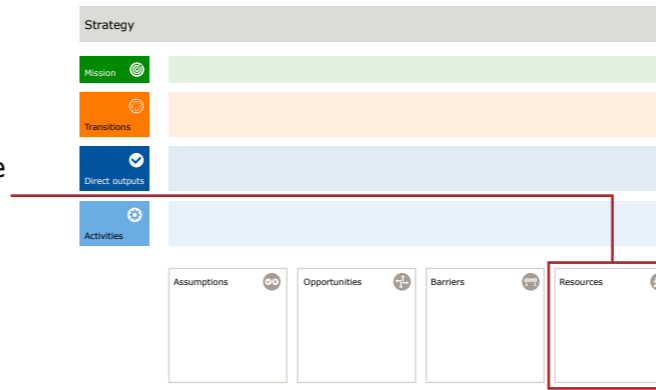 Strategy
Mission
Transitions
e
Direct outputs
Activities
Assumptions
Opportunities
Barriers
Resources